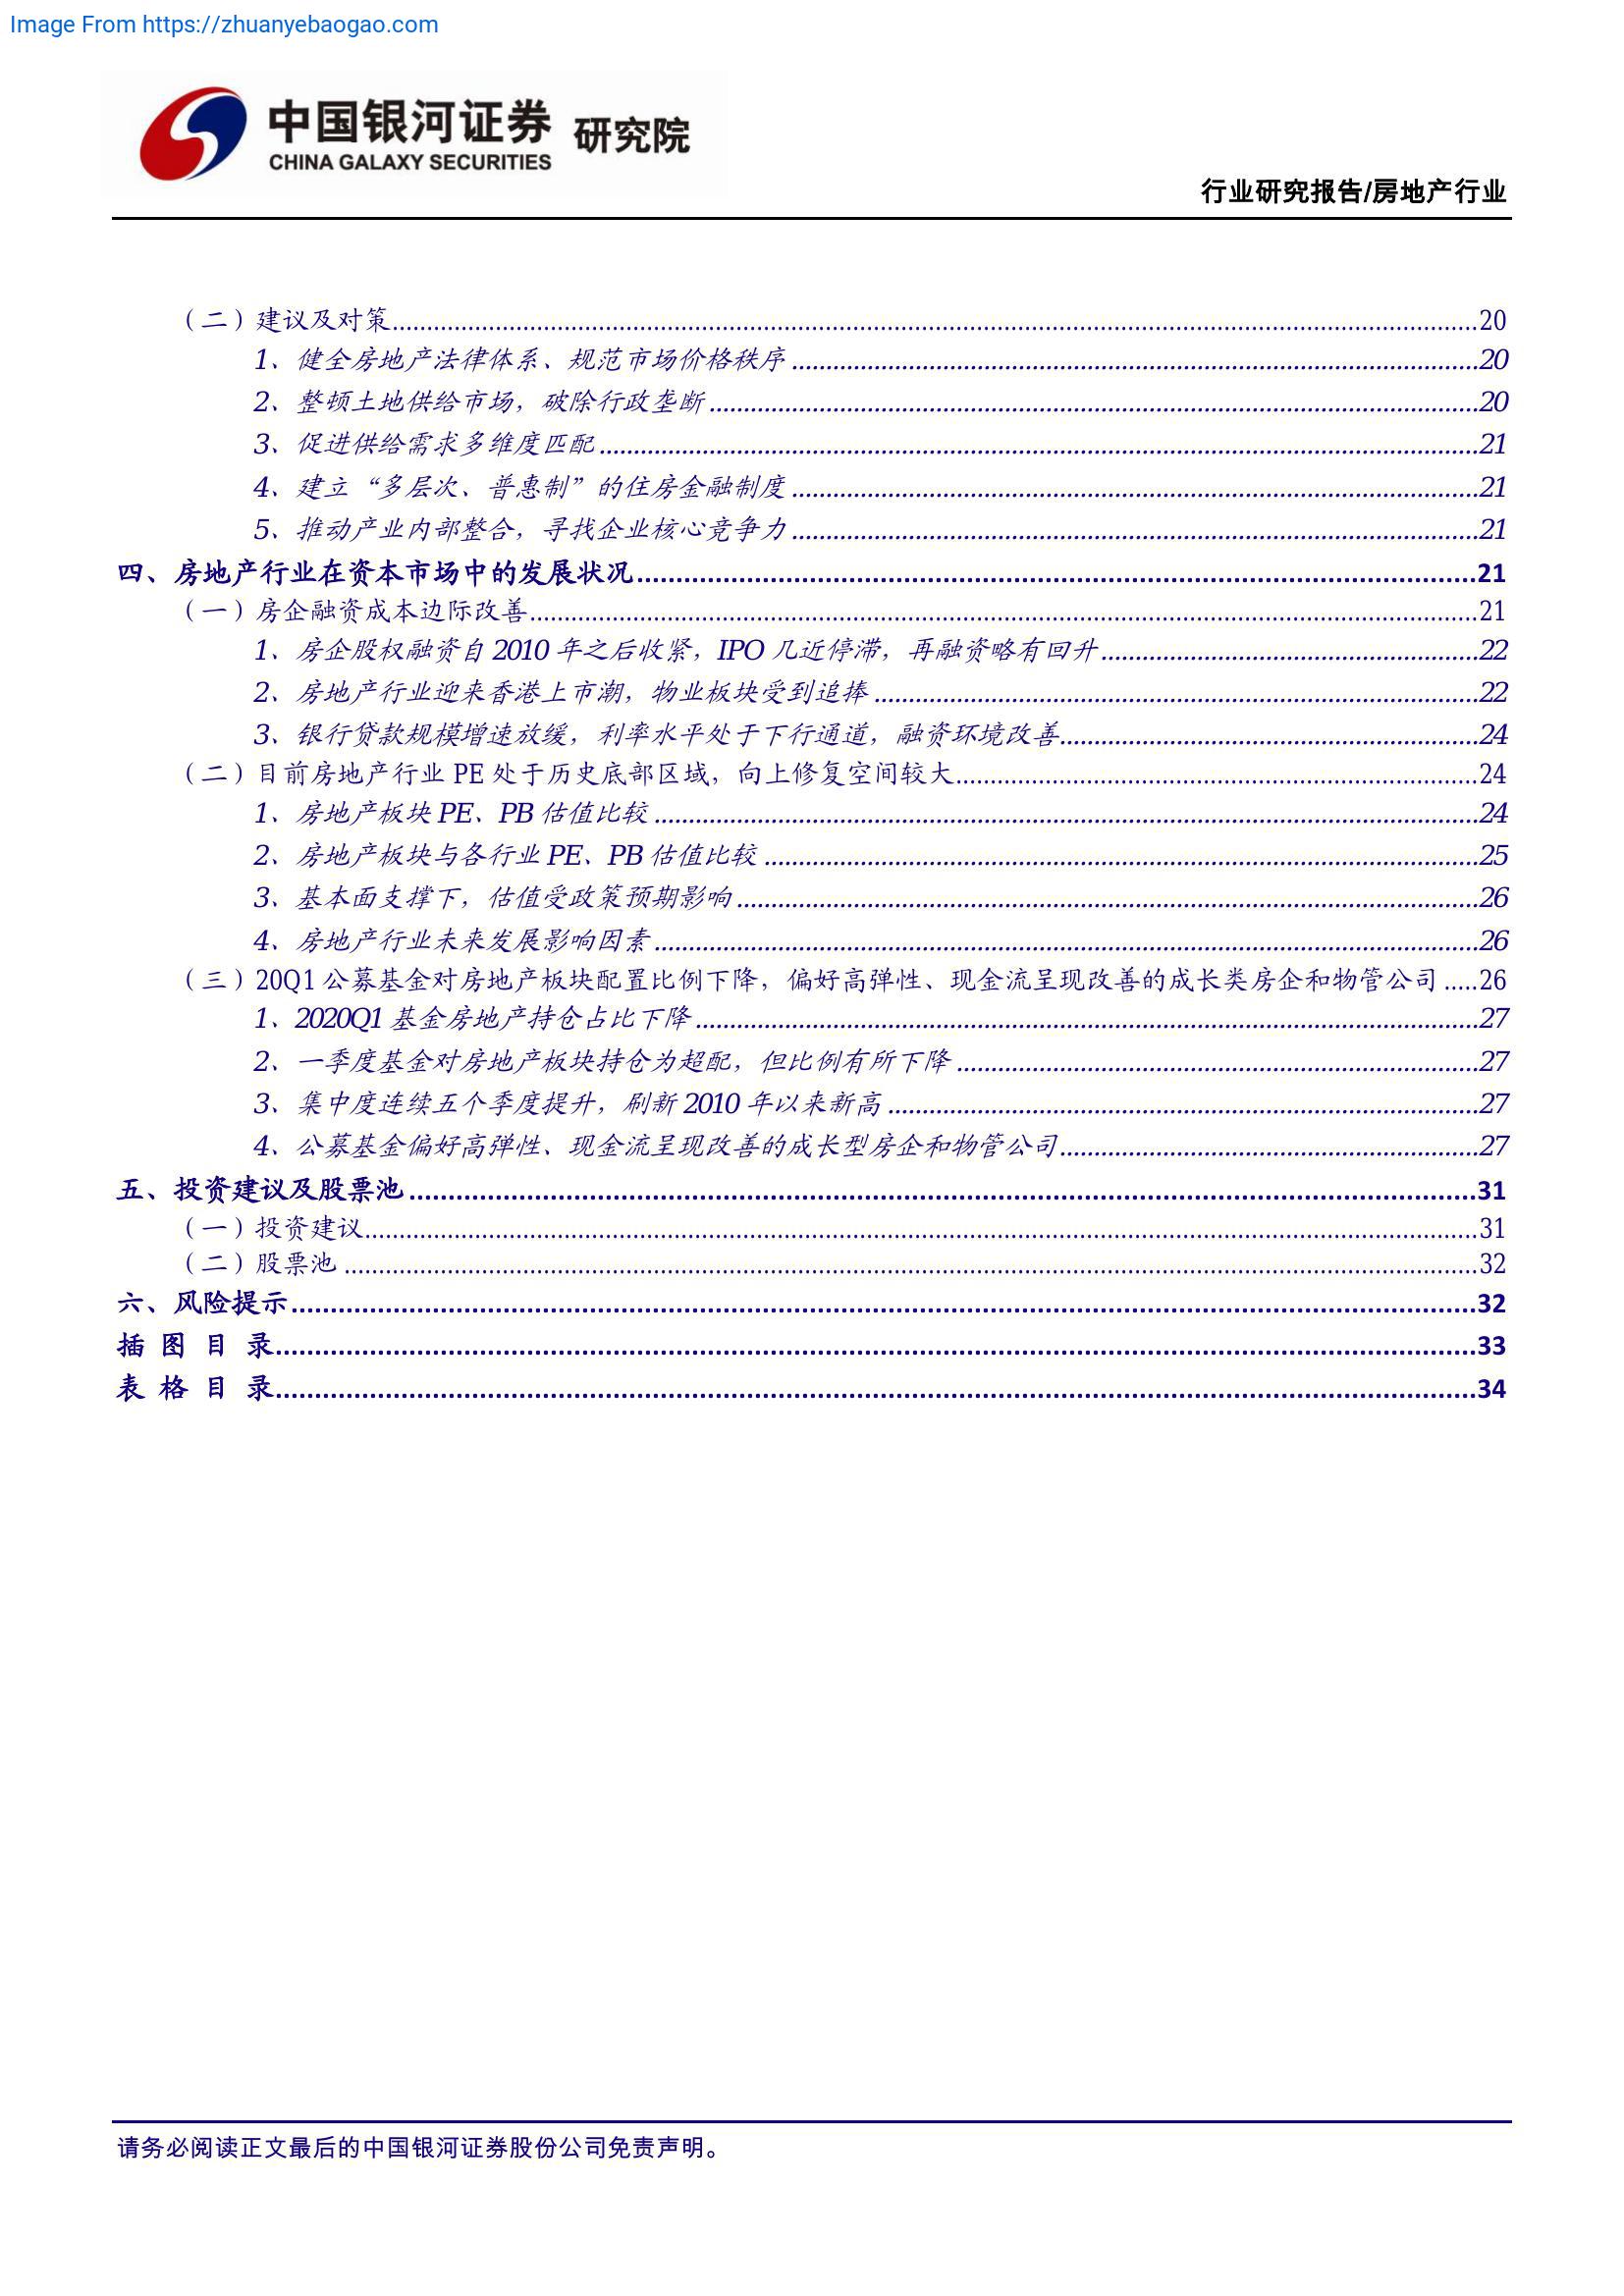 Image From https://zhuanyebaogao.com
中国银河证券 研究院
CHINA GALAXY SECURITIES
行业研究报告/房地产行业
（二）建议及对策....................20
1、健全房地产法律体系、规范市场价格秩序....................20
2、整顿土地供给市场，破除行政垄断....................20
3、促进供给需求多维度匹配....................21
4、建立“多层次、普惠制”的住房金融制度....................21
5、推动产业内部整合，寻找企业核心竞争力....................21
四、房地产行业在资本市场中的发展状况....................21
（一）房企融资成本边际改善....................21
1、房企股权融资自 2010 年之后收紧，IPO 几近停滞，再融资略有回升....................22
2、房地产行业迎来香港上市潮，物业板块受到追捧....................22
3、银行贷款规模增速放缓，利率水平处于下行通道，融资环境改善....................24
（二）目前房地产行业 PE 处于历史底部区域，向上修复空间较大....................24
1、房地产板块 PE、PB 估值比较....................24
2、房地产板块与各行业 PE、PB 估值比较....................25
3、基本面支撑下，估值受政策预期影响....................26
4、房地产行业未来发展影响因素....................26
（三）20Q1 公募基金对房地产板块配置比例下降，偏好高弹性、现金流呈现改善的成长类房企和物管公司.....26
1、2020Q1 基金房地产持仓占比下降....................27
2、一季度基金对房地产板块持仓为超配，但比例有所下降....................27
3、集中度连续五个季度提升，刷新 2010 年以来新高....................27
4、公募基金偏好高弹性、现金流呈现改善的成长型房企和物管公司....................27
五、投资建议及股票池....................31
（一）投资建议....................31
（二）股票池....................32
六、风险提示....................32
插 图 目 录....................33
表 格 目 录....................34
请务必阅读正文最后的中国银河证券股份公司免责声明。